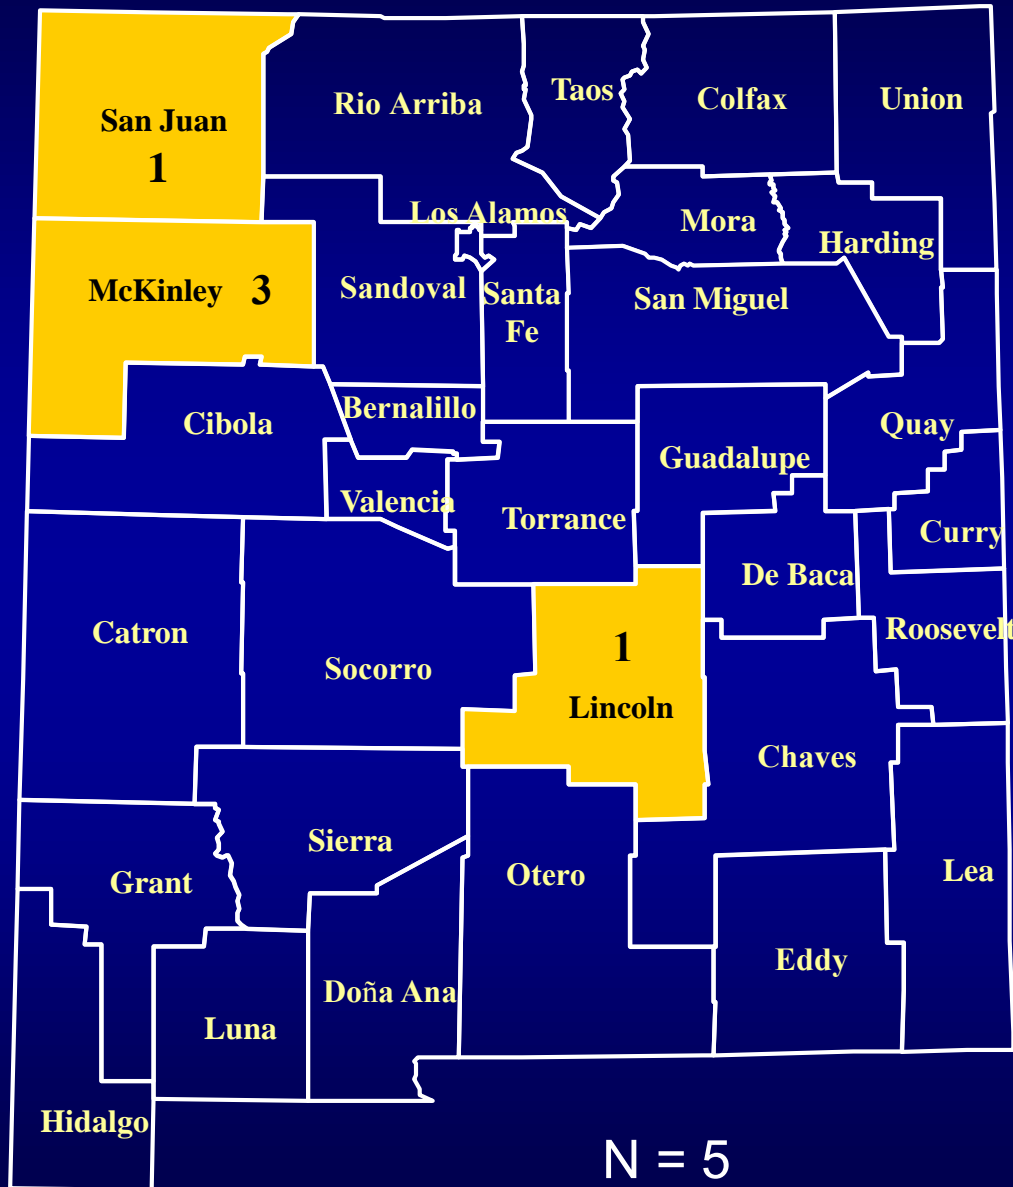 Rio Arriba
Taos
Colfax
Union
San Juan
1
Los Alamos
Mora
Harding
McKinley 3
Sandoval
Santa
Fe
San Miguel
Cibola
Bernalillo
Guadalupe
Quay
Valencia
Torrance
Curry
De Baca
Catron
Socorro
1
Lincoln
Roosevelt
Chaves
Sierra
Grant
Otero
Lea
Doña Ana
Eddy
Luna
Hidalgo
N = 5